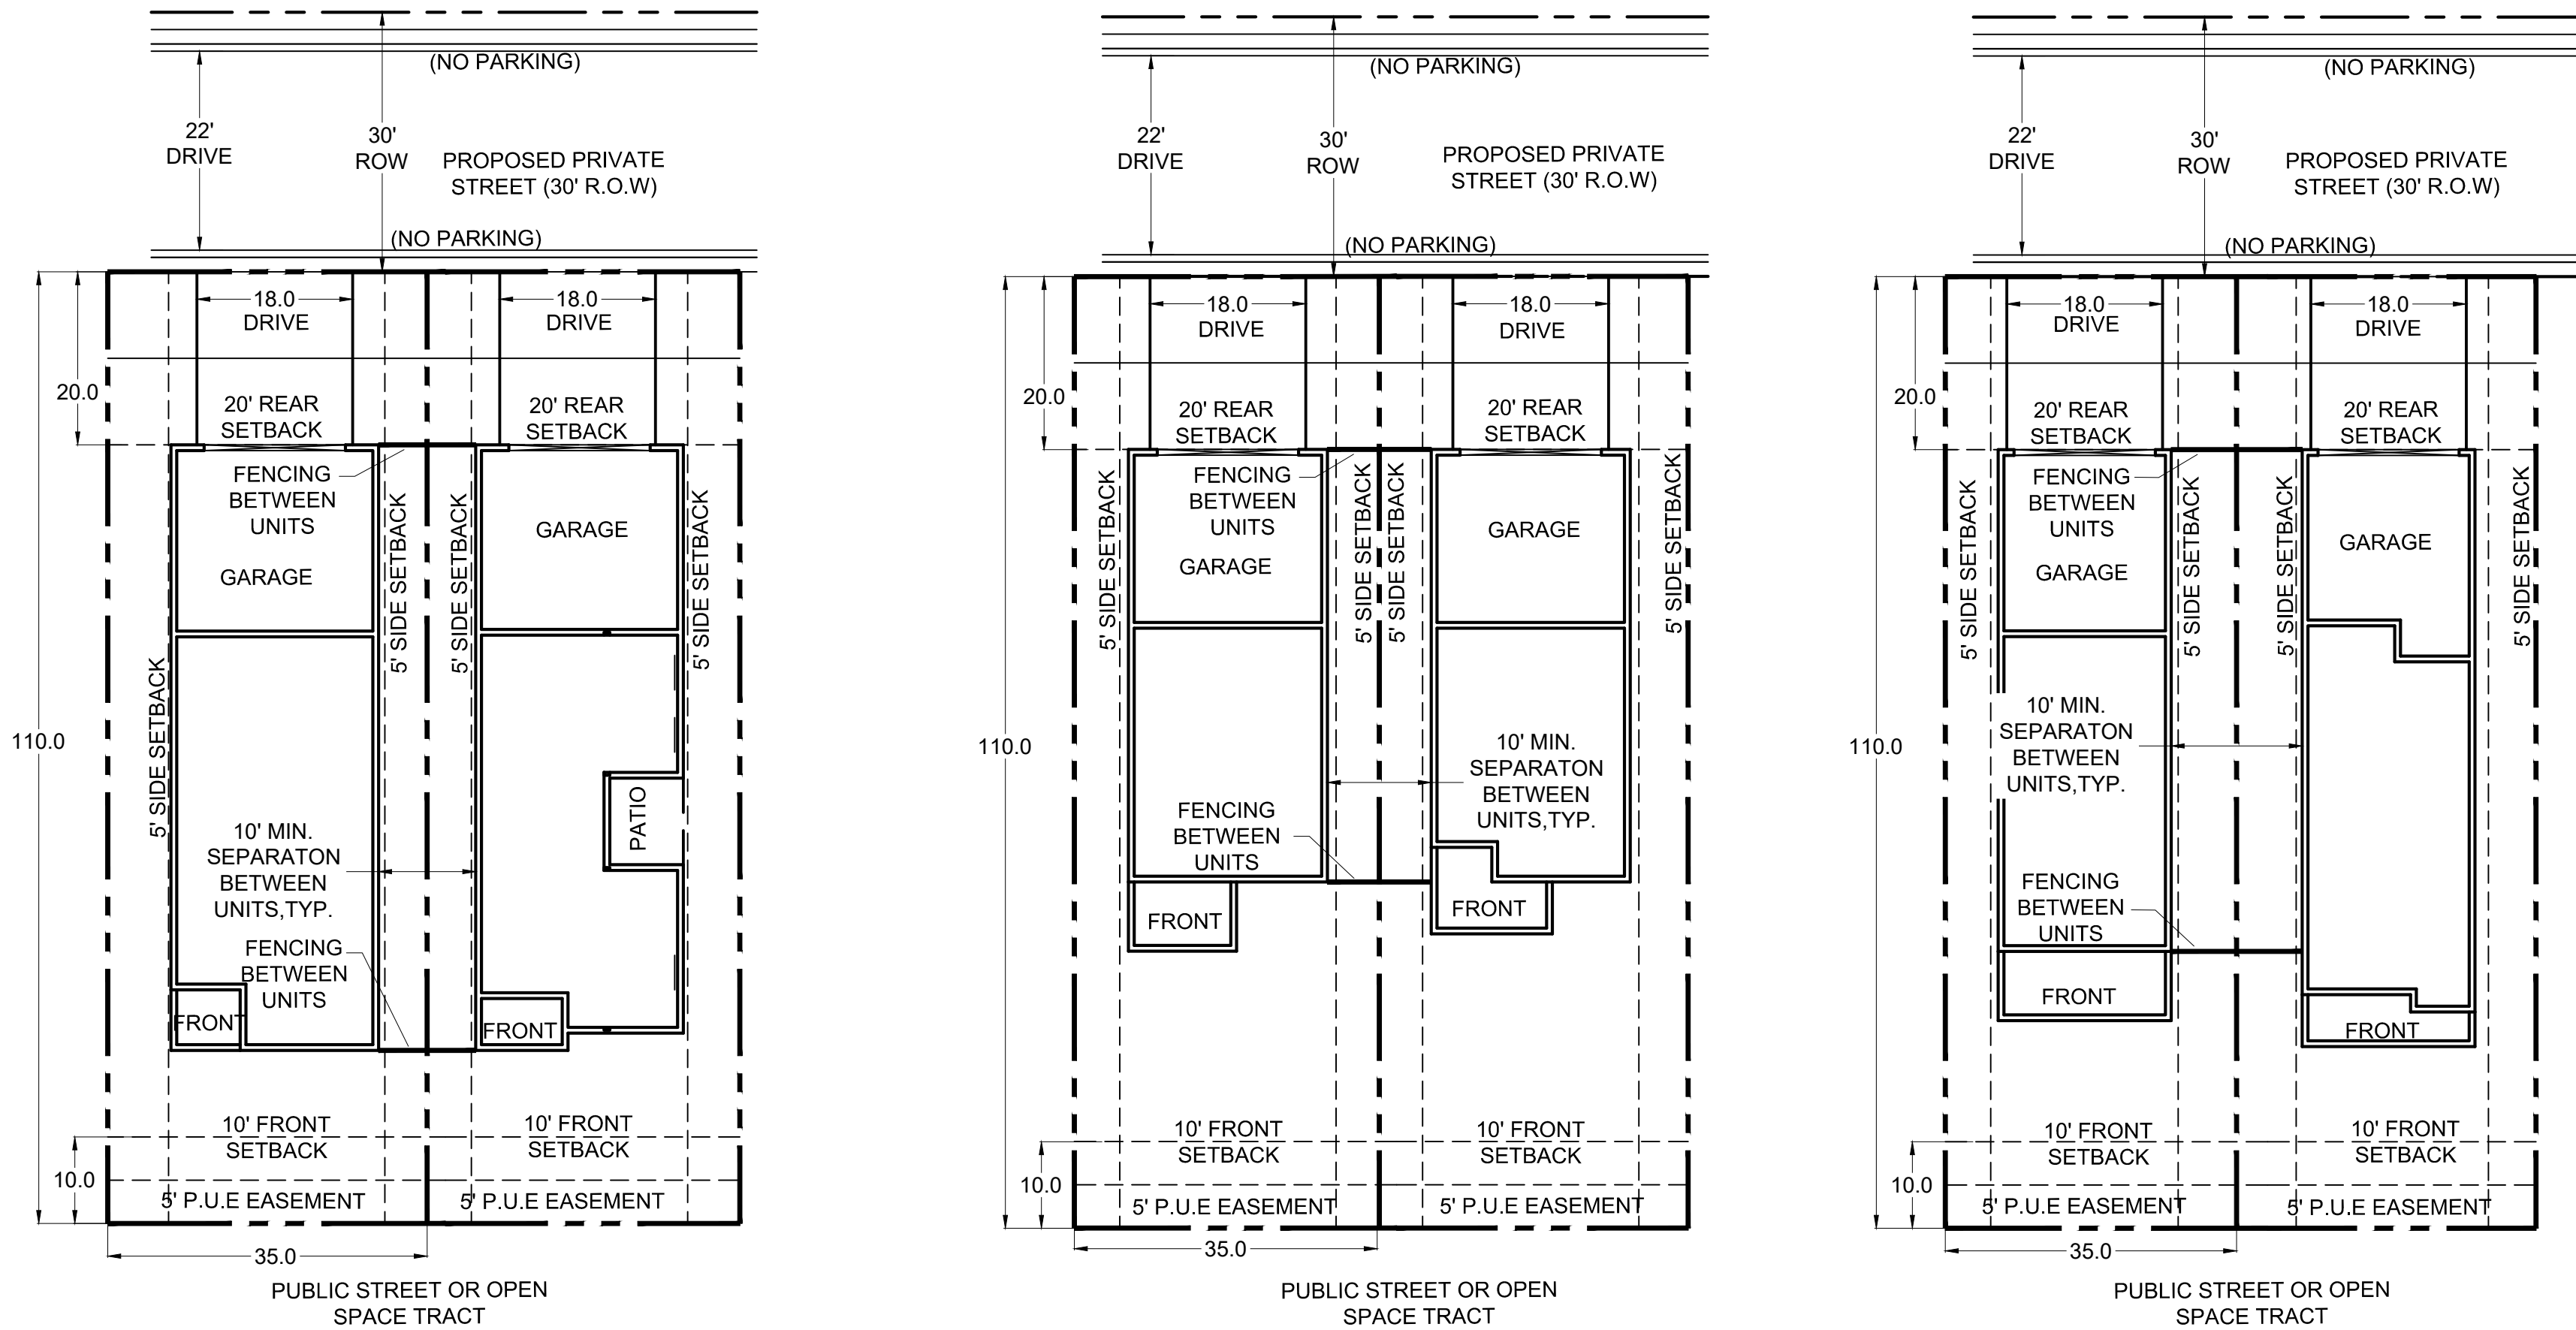 (NO PARKING)
22'
DRIVE
30'
ROW
PROPOSED PRIVATE
STREET (30' R.O.W)
(NO PARKING)
18.0
DRIVE
18.0
DRIVE
20.0
20' REAR
SETBACK
20' REAR
SETBACK
FENCING
BETWEEN
UNITS
GARAGE
GARAGE
5' SIDE SETBACK
5' SIDE SETBACK
5' SIDE SETBACK
5' SIDE SETBACK
110.0
PATIO
10' MIN.
SEPARATON
BETWEEN
UNITS,TYP.
FENCING
BETWEEN
UNITS
FRONT
FRONT
10' FRONT
SETBACK
10' FRONT
SETBACK
10.0
5' P.U.E EASEMENT
5' P.U.E EASEMENT
35.0
PUBLIC STREET OR OPEN
SPACE TRACT
(NO PARKING)
22'
DRIVE
30'
ROW
PROPOSED PRIVATE
STREET (30' R.O.W)
(NO PARKING)
18.0
DRIVE
18.0
DRIVE
20.0
20' REAR
SETBACK
20' REAR
SETBACK
FENCING
BETWEEN
UNITS
GARAGE
GARAGE
5' SIDE SETBACK
5' SIDE SETBACK
5' SIDE SETBACK
5' SIDE SETBACK
110.0
10' MIN.
SEPARATON
BETWEEN
UNITS,TYP.
FENCING
BETWEEN
UNITS
FRONT
FRONT
10' FRONT
SETBACK
10' FRONT
SETBACK
10.0
5' P.U.E EASEMENT
5' P.U.E EASEMENT
35.0
PUBLIC STREET OR OPEN
SPACE TRACT
(NO PARKING)
22'
DRIVE
30'
ROW
PROPOSED PRIVATE
STREET (30' R.O.W)
(NO PARKING)
18.0
DRIVE
18.0
DRIVE
20.0
20' REAR
SETBACK
20' REAR
SETBACK
FENCING
BETWEEN
UNITS
GARAGE
GARAGE
5' SIDE SETBACK
5' SIDE SETBACK
5' SIDE SETBACK
5' SIDE SETBACK
110.0
10' MIN.
SEPARATON
BETWEEN
UNITS,TYP.
FENCING
BETWEEN
UNITS
FRONT
FRONT
10' FRONT
SETBACK
10' FRONT
SETBACK
10.0
5' P.U.E EASEMENT
5' P.U.E EASEMENT
35.0
PUBLIC STREET OR OPEN
SPACE TRACT